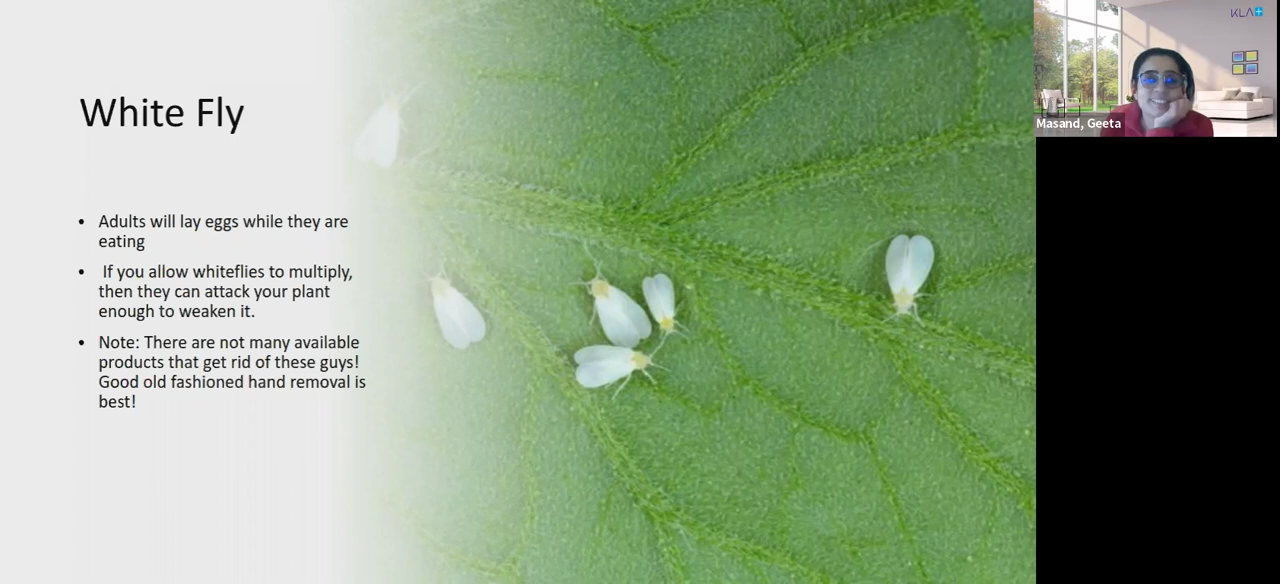 White Fly
• Adults will lay eggs while they are
eating
• If you allow whiteflies to multiply,
then they can attack your plant
enough to weaken it.
• Note: There are not many available
products that get rid of these guys!
Good old fashioned hand removal is
best!
KLA+
Masand, Geeta